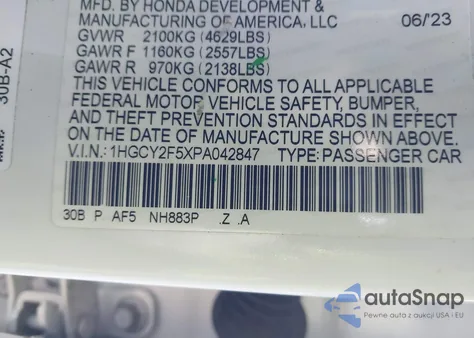 MFD. BY HONDA DEVELOPMENT &
MANUFACTURING OF AMERICA, LLC 06/'23
GVWR 2100KG (4629LBS)
GAWR F 1160KG (2557LBS)
GAWR R 970KG (2138LBS)
THIS VEHICLE CONFORMS TO ALL APPLICABLE
FEDERAL MOTOR VEHICLE SAFETY, BUMPER, AND
THEFT PREVENTION STANDARDS IN EFFECT ON THE
DATE OF MANUFACTURE SHOWN ABOVE.
V.I.N.: 1HGCY2F5XPA042847 TYPE: PASSENGER CAR
30B P AF5 NH883P .Z .A
30B-A2
autoSnap
Pewne auta z aukcji USA i EU